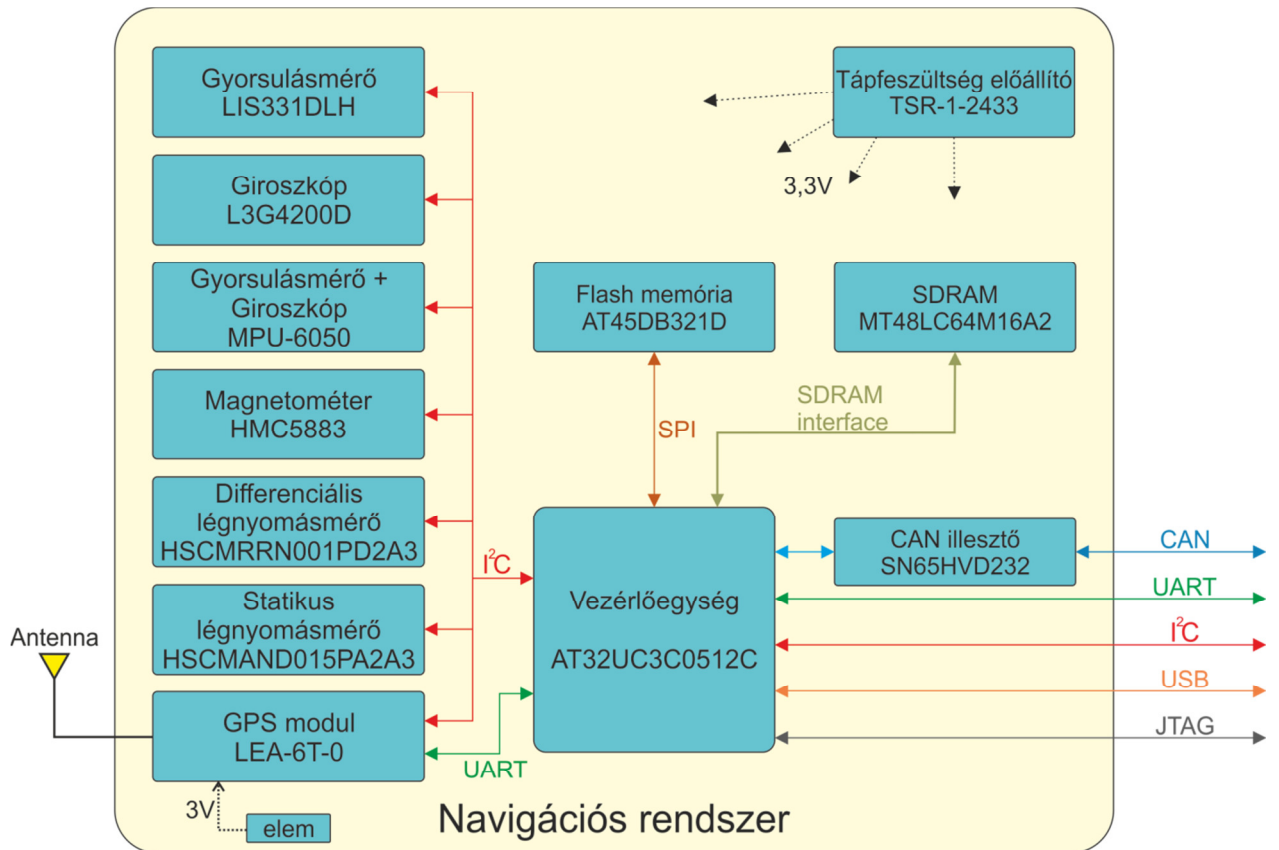 Gyorsulásmérő
LIS331DLH
Giroszkóp
L3G4200D
Gyorsulásmérő +
Giroszkóp
MPU-6050
Magnetométer
HMC5883
Differenciális
légnyomásmérő
HSCMRRN001PD2A3
Statikus
légnyomásmérő
HSCMAND015PA2A3
GPS modul
LEA-6T-0
Antenna
3V
elem
I²C
UART
Tápfeszültség előállító
TSR-1-2433
3,3V
Flash memória
AT45DB321D
SDRAM
MT48LC64M16A2
SPI
SDRAM
interface
Vezérlőegység
AT32UC3C0512C
CAN illesztő
SN65HVD232
CAN
UART
I²C
USB
JTAG
Navigációs rendszer